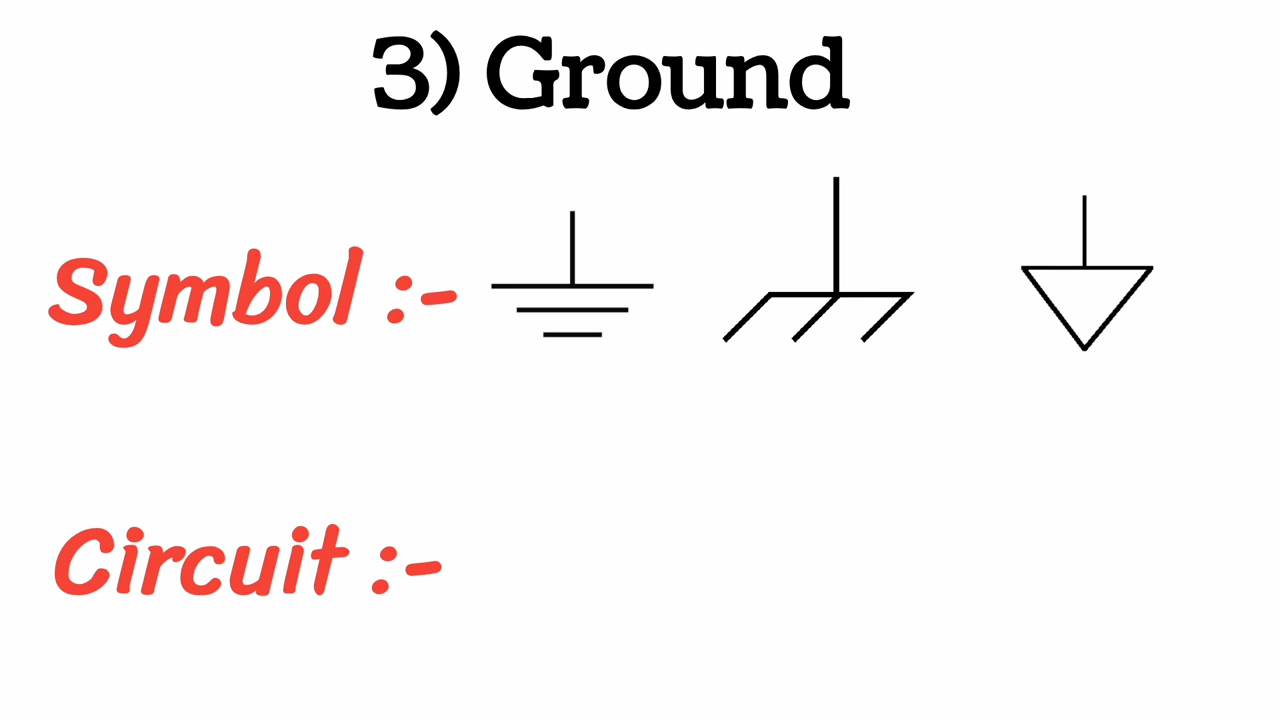 3) Ground
Symbol :-
Circuit :-